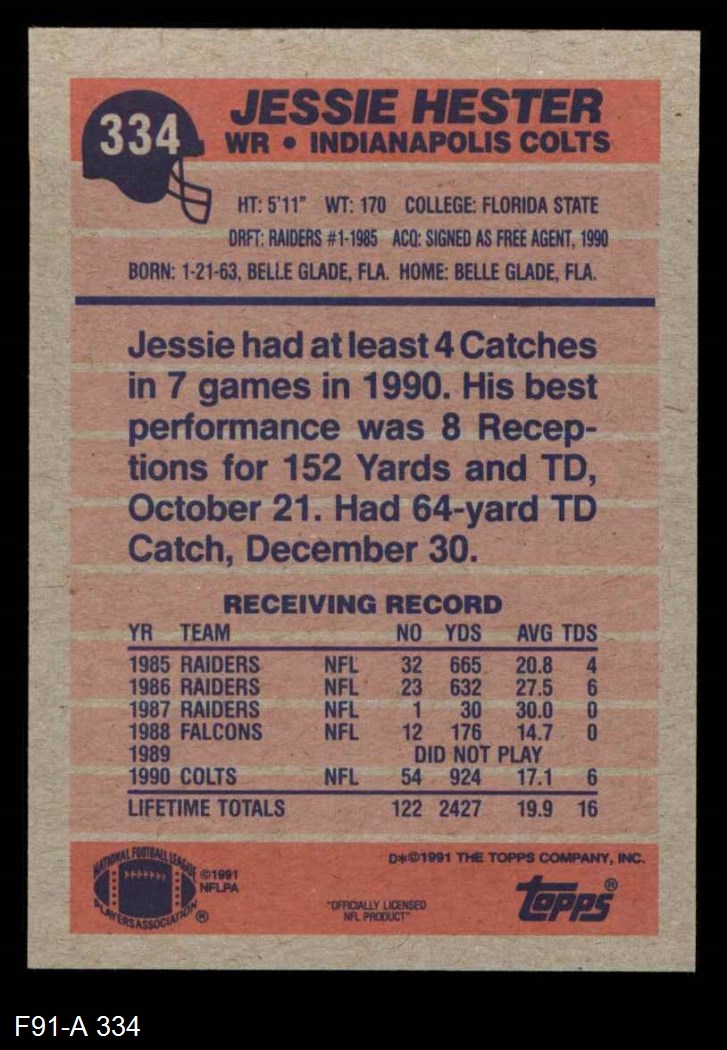 334
JESSIE HESTER
WR • INDIANAPOLIS COLTS
HT: 5'11" WT: 170 COLLEGE: FLORIDA STATE
DRFT: RAIDERS #1-1985 ACQ: SIGNED AS FREE AGENT, 1990
BORN: 1-21-63, BELLE GLADE, FLA. HOME: BELLE GLADE, FLA.
Jessie had at least 4 Catches
in 7 games in 1990. His best
performance was 8 Recep-
tions for 152 Yards and TD,
October 21. Had 64-yard TD
Catch, December 30.
RECEIVING RECORD
YR TEAM NO YDS AVG TDS
1985 RAIDERS NFL 32 665 20.8 4
1986 RAIDERS NFL 23 632 27.5 6
1987 RAIDERS NFL 1 30 30.0 0
1988 FALCONS NFL 12 176 14.7 0
1989 DID NOT PLAY
1990 COLTS NFL 54 924 17.1 6
LIFETIME TOTALS 122 2427 19.9 16
NATIONAL FOOTBALL LEAGUE
PLAYERS ASSOCIATION ®
©1991
NFLPA
D*©1991 THE TOPPS COMPANY, INC.
"OFFICIALLY LICENSED
NFL PRODUCT"
topps®
F91-A 334